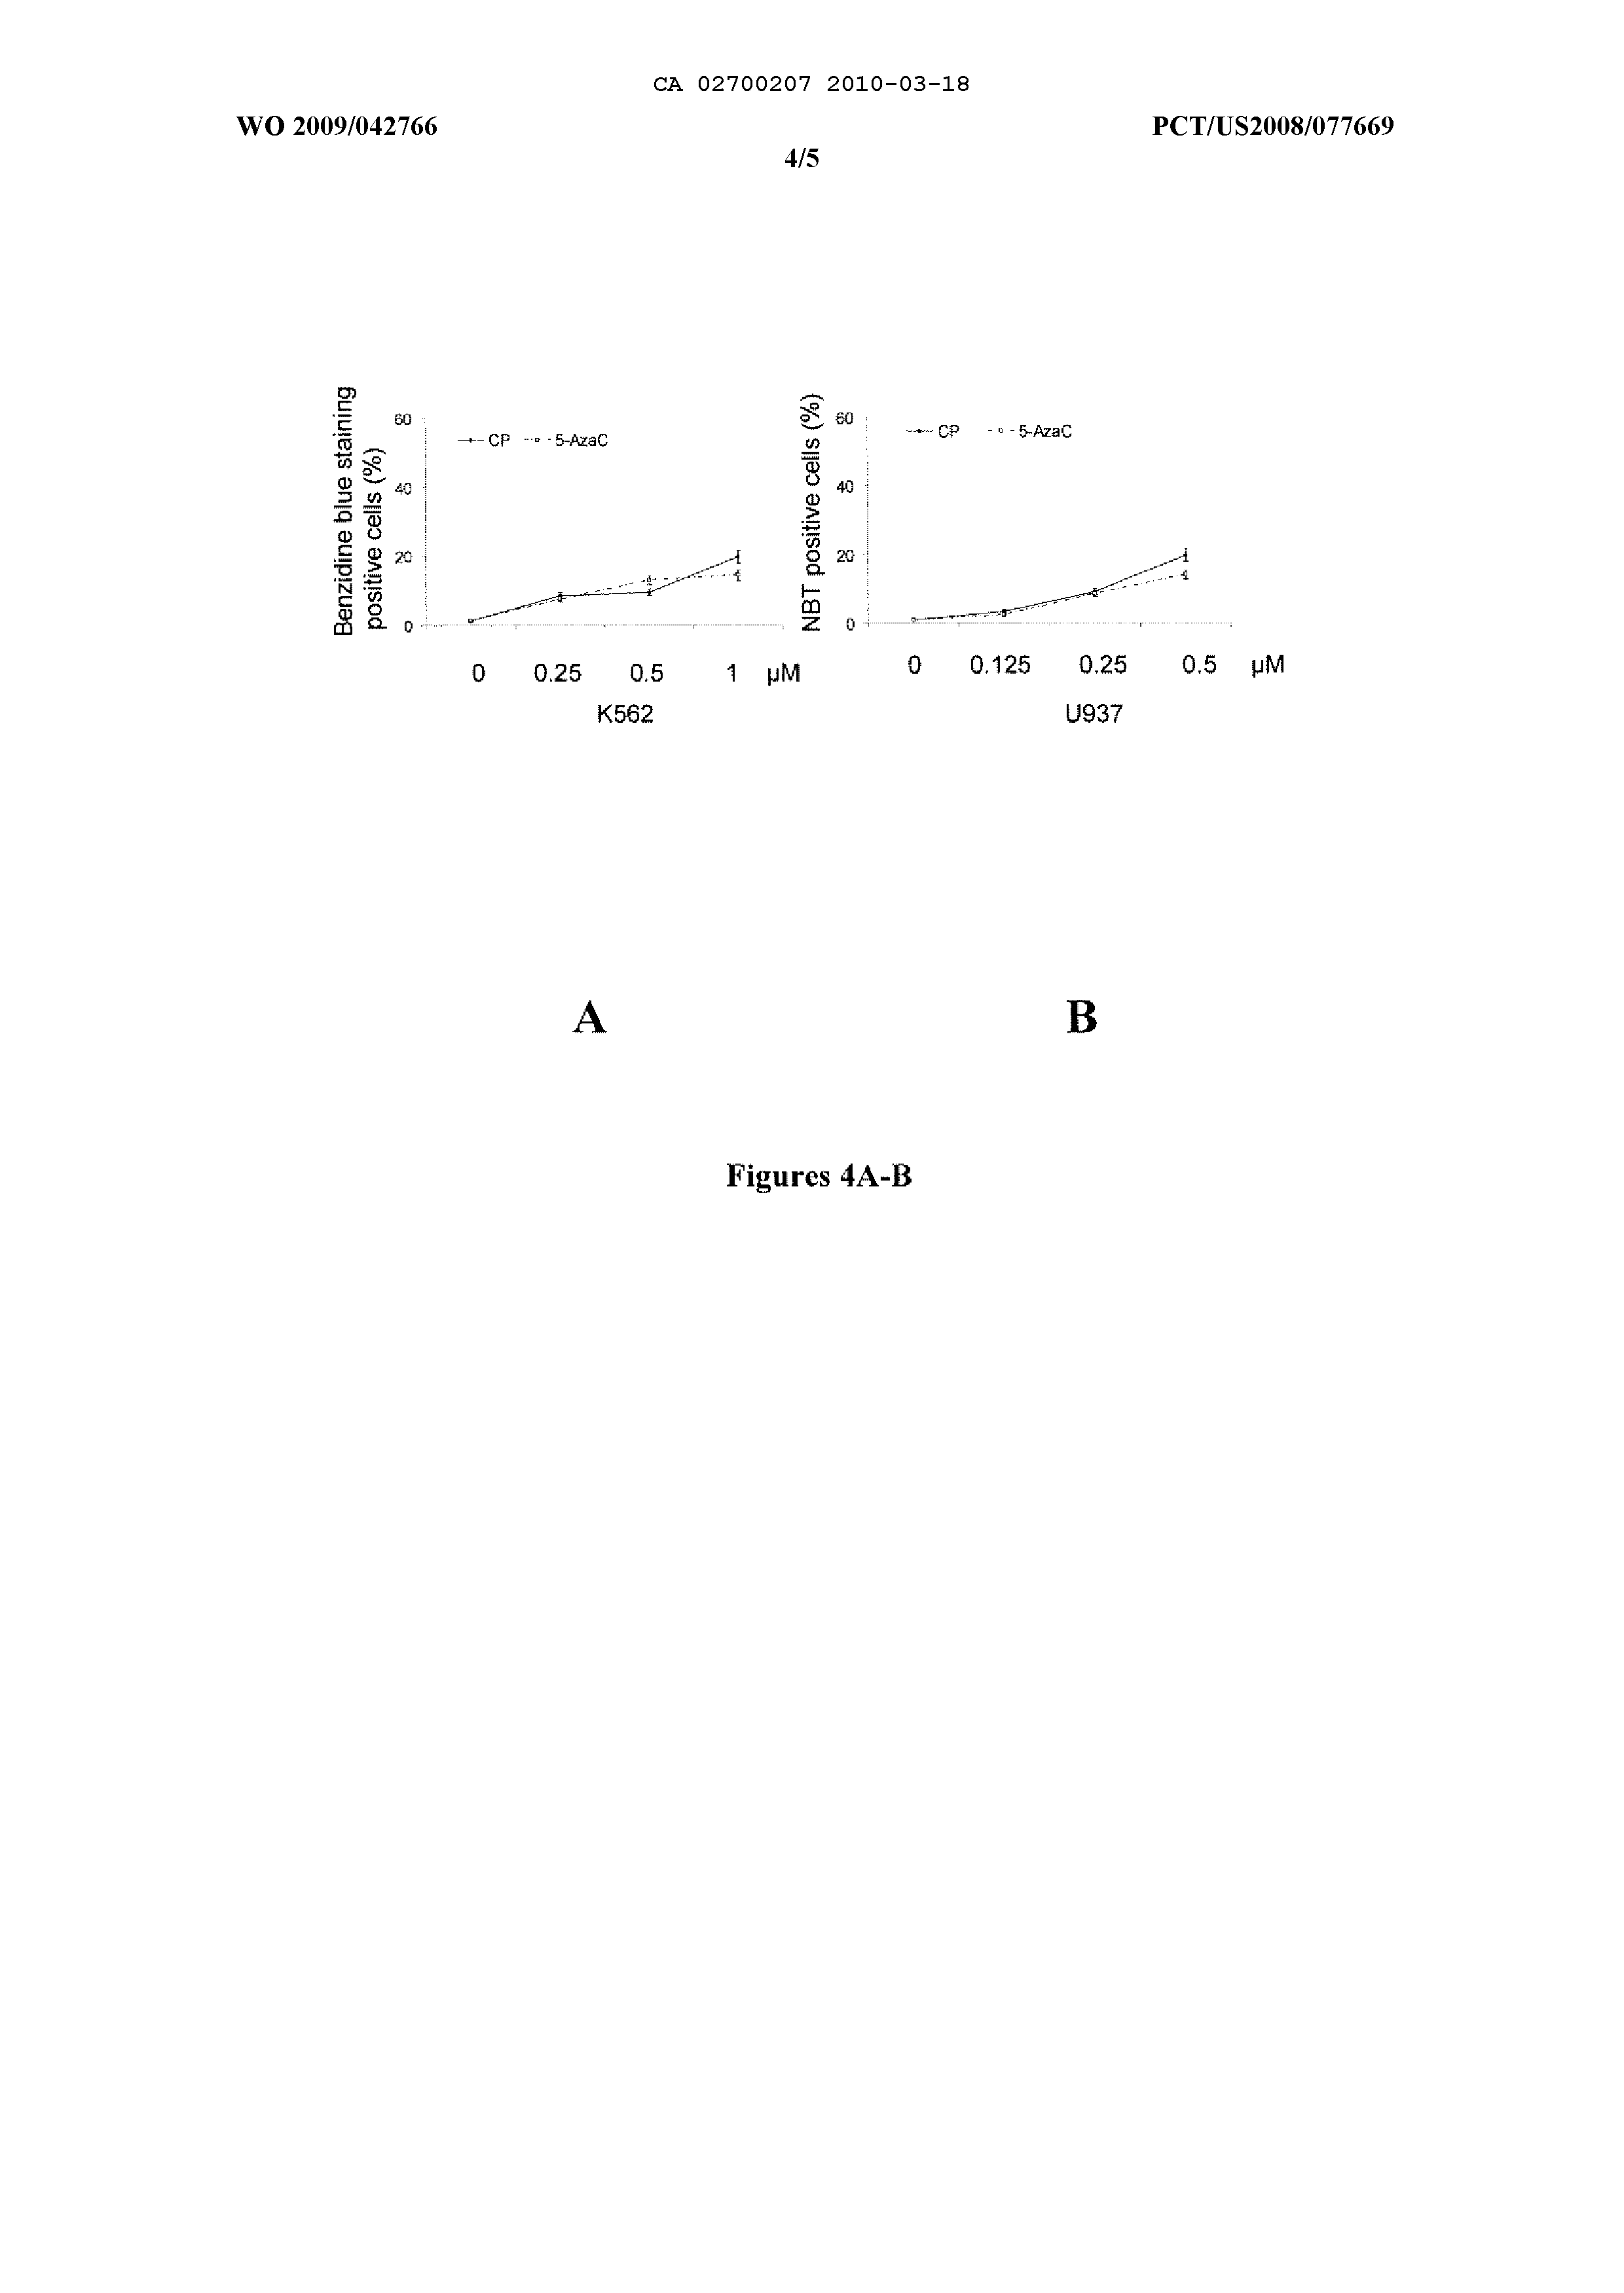 CA 02700207 2010-03-18
WO 2009/042766
PCT/US2008/077669
4/5
Benzidine blue staining
positive cells (%)
60
40
20
0
CP
5-AzaC
0 0.25 0.5 1 µM
K562
NBT positive cells (%)
60
40
20
0
CP
5-AzaC
0 0.125 0.25 0.5 µM
U937
A
B
Figures 4A-B